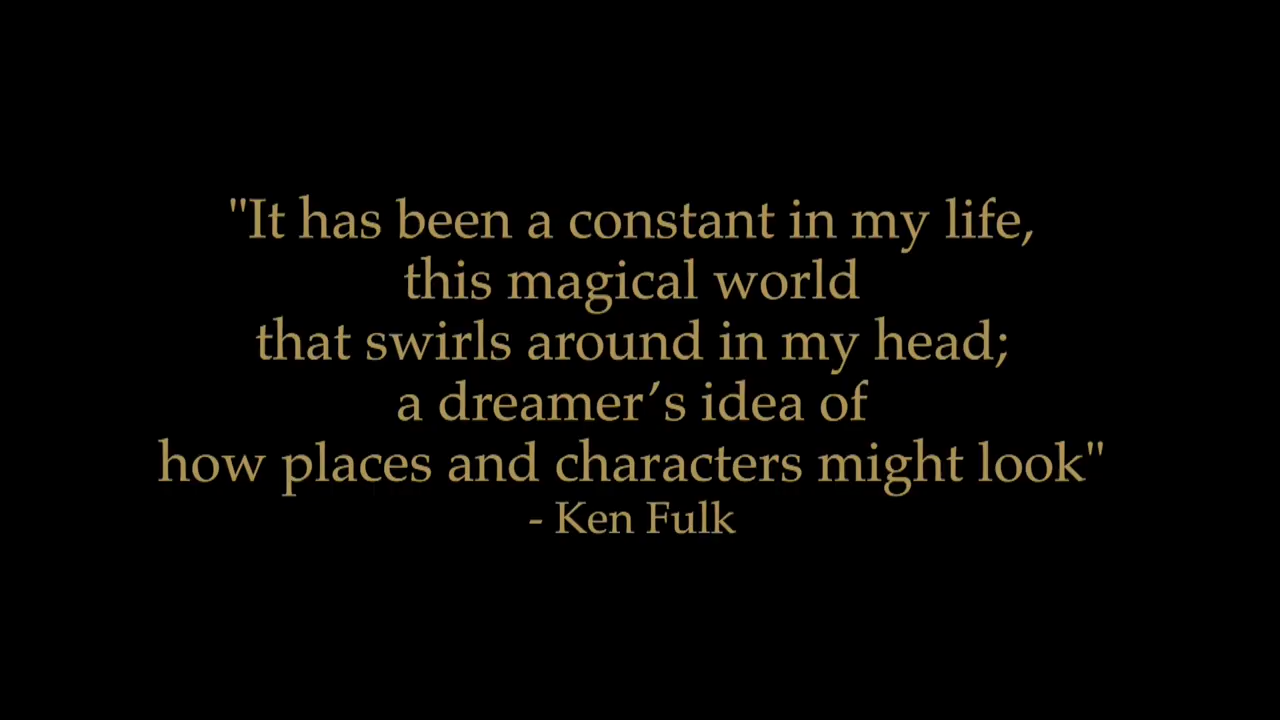 "It has been a constant in my life,
this magical world
that swirls around in my head;
a dreamer’s idea of
how places and characters might look"
- Ken Fulk